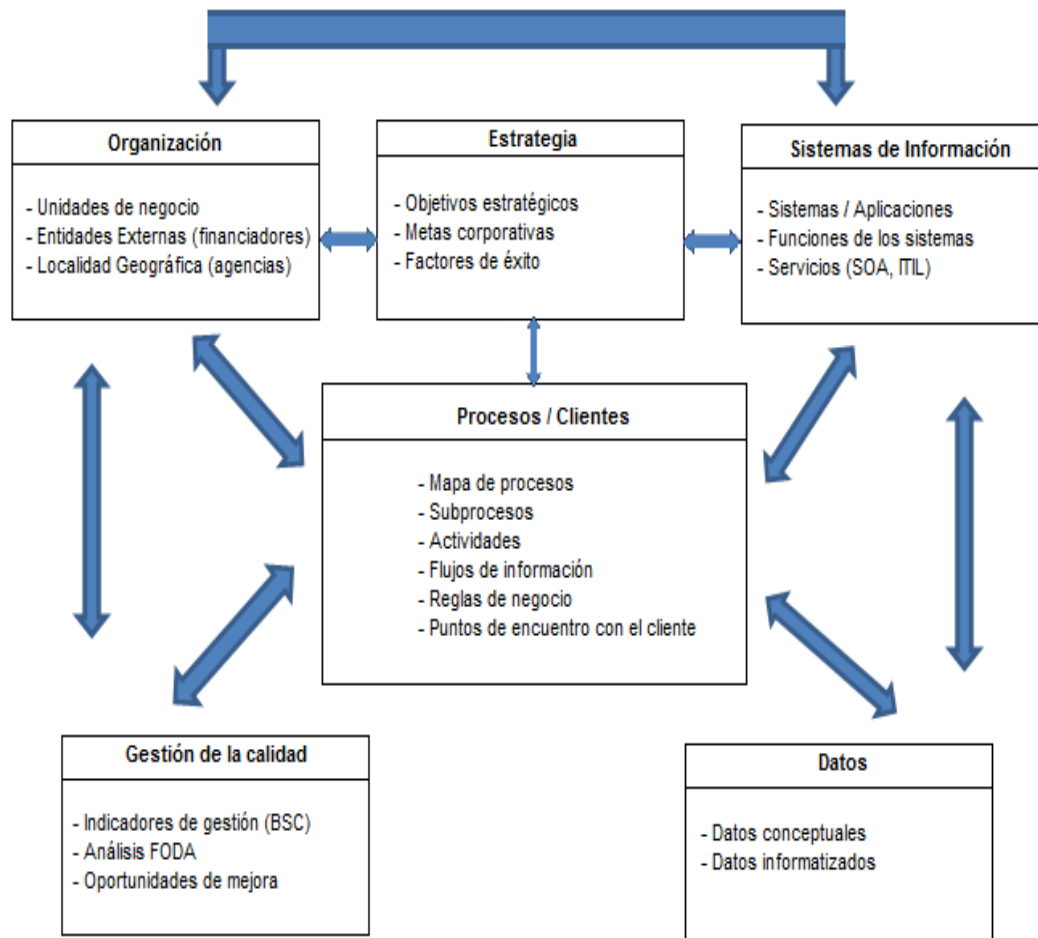 Organización
- Unidades de negocio
- Entidades Externas (financiadores)
- Localidad Geográfica (agencias)
Estrategia
- Objetivos estratégicos
- Metas corporativas
- Factores de éxito
Sistemas de Información
- Sistemas / Aplicaciones
- Funciones de los sistemas
- Servicios (SOA, ITIL)
Procesos / Clientes
- Mapa de procesos
- Subprocesos
- Actividades
- Flujos de información
- Reglas de negocio
- Puntos de encuentro con el cliente
Gestión de la calidad
- Indicadores de gestión (BSC)
- Análisis FODA
- Oportunidades de mejora
Datos
- Datos conceptuales
- Datos informatizados